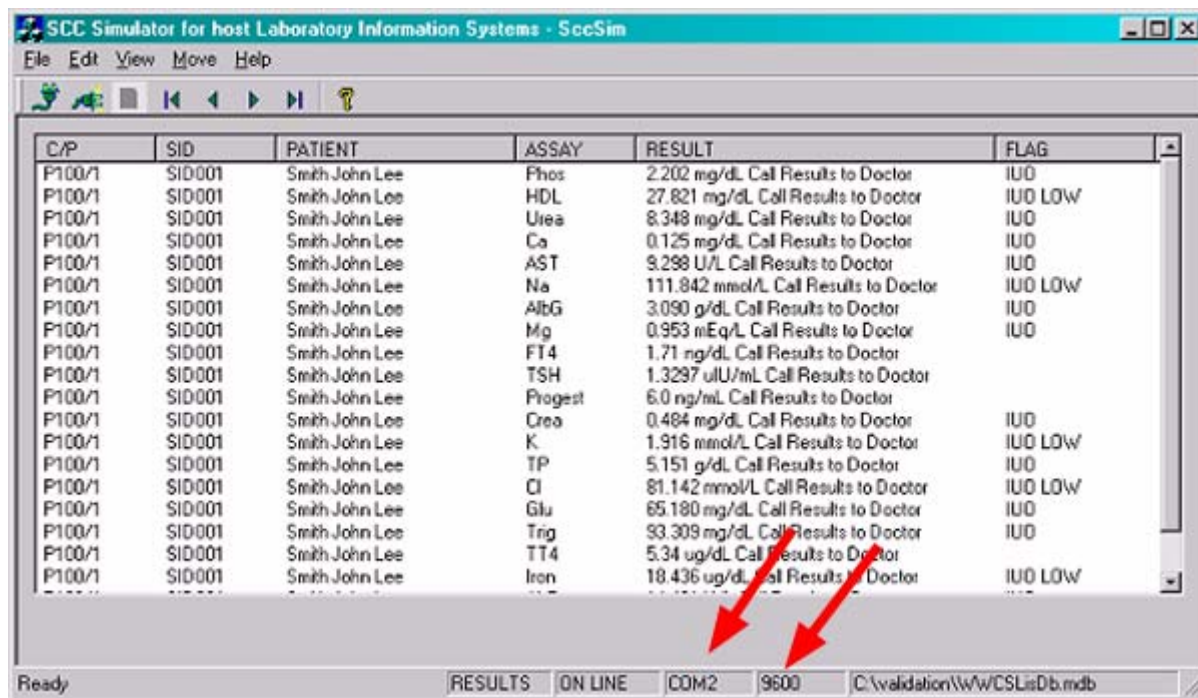 SCC Simulator for host Laboratory Information Systems - SccSim
File Edit View Move Help
C/P SID PATIENT ASSAY RESULT FLAG
P100/1 SID001 Smith John Lee Phos 2.202 mg/dL Call Results to Doctor IUO
P100/1 SID001 Smith John Lee HDL 27.821 mg/dL Call Results to Doctor IUO LOW
P100/1 SID001 Smith John Lee Urea 8.348 mg/dL Call Results to Doctor IUO
P100/1 SID001 Smith John Lee Ca 0.125 mg/dL Call Results to Doctor IUO
P100/1 SID001 Smith John Lee AST 9.298 U/L Call Results to Doctor IUO
P100/1 SID001 Smith John Lee Na 111.842 mmol/L Call Results to Doctor IUO LOW
P100/1 SID001 Smith John Lee AlbG 3.090 g/dL Call Results to Doctor IUO
P100/1 SID001 Smith John Lee Mg 0.953 mEq/L Call Results to Doctor IUO
P100/1 SID001 Smith John Lee FT4 1.71 ng/dL Call Results to Doctor
P100/1 SID001 Smith John Lee TSH 1.3297 uIU/mL Call Results to Doctor
P100/1 SID001 Smith John Lee Progest 6.0 ng/mL Call Results to Doctor
P100/1 SID001 Smith John Lee Crea 0.484 mg/dL Call Results to Doctor IUO
P100/1 SID001 Smith John Lee K 1.916 mmol/L Call Results to Doctor IUO LOW
P100/1 SID001 Smith John Lee TP 5.151 g/dL Call Results to Doctor IUO
P100/1 SID001 Smith John Lee Cl 81.142 mmol/L Call Results to Doctor IUO LOW
P100/1 SID001 Smith John Lee Glu 65.180 mg/dL Call Results to Doctor IUO
P100/1 SID001 Smith John Lee Trig 93.309 mg/dL Call Results to Doctor IUO
P100/1 SID001 Smith John Lee TT4 5.34 ug/dL Call Results to Doctor
P100/1 SID001 Smith John Lee Iron 18.436 ug/dL Call Results to Doctor IUO LOW
Ready RESULTS ON LINE COM2 9600 C:\validation\WWCSLisDb.mdb